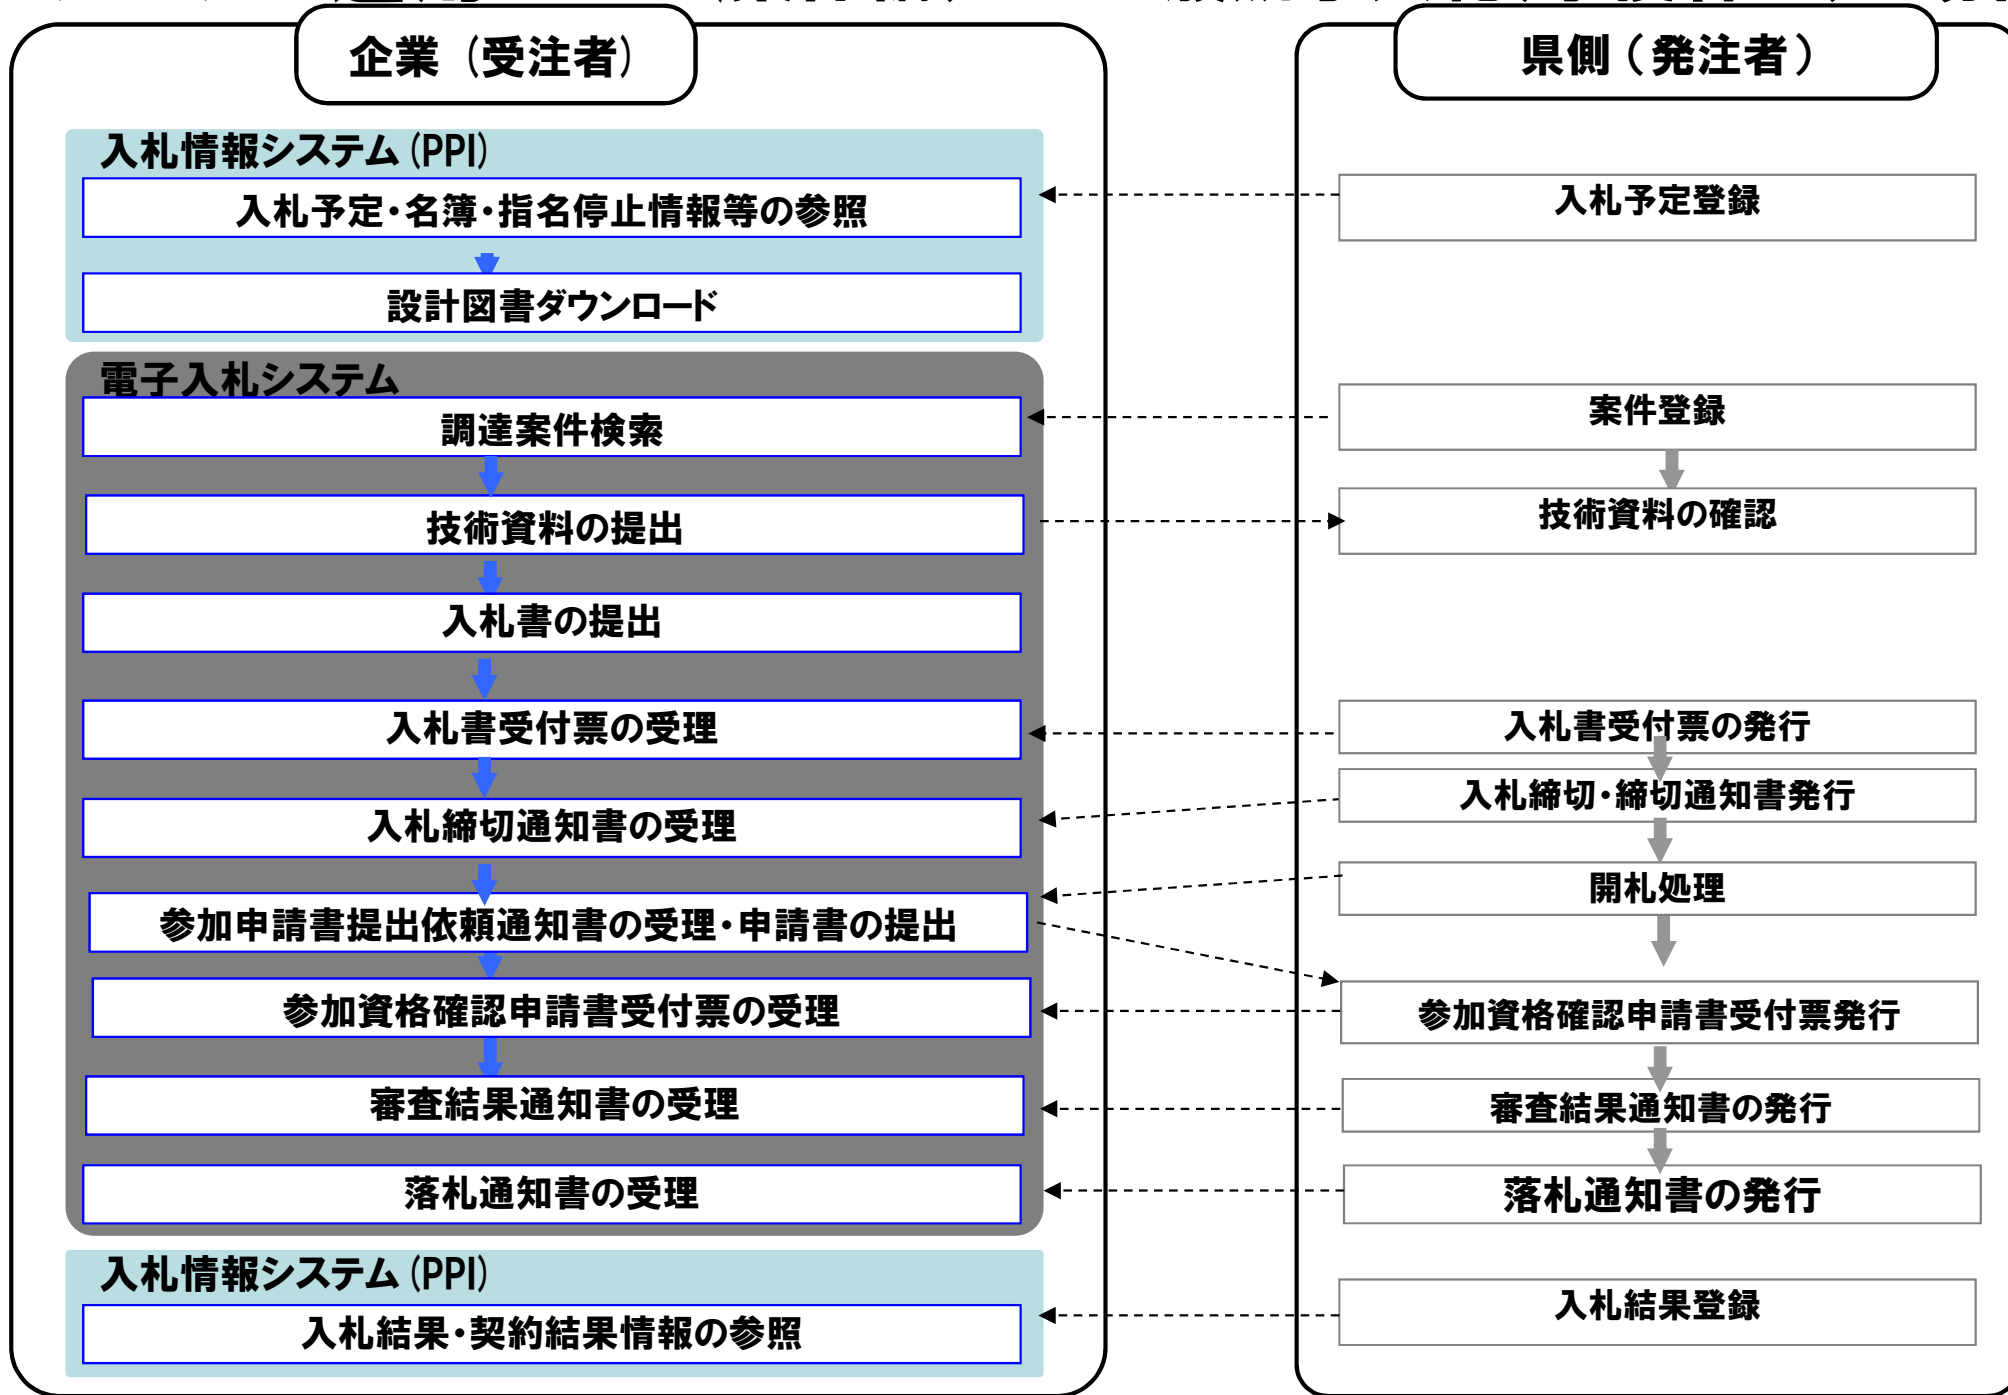 企業（受注者）
入札情報システム(PPI)
入札予定・名簿・指名停止情報等の参照
設計図書ダウンロード
電子入札システム
調達案件検索
技術資料の提出
入札書の提出
入札書受付票の受理
入札締切通知書の受理
参加申請書提出依頼通知書の受理・申請書の提出
参加資格確認申請書受付票の受理
審査結果通知書の受理
落札通知書の受理
入札情報システム(PPI)
入札結果・契約結果情報の参照
県側（発注者）
入札予定登録
案件登録
技術資料の確認
入札書受付票の発行
入札締切・締切通知書発行
開札処理
参加資格確認申請書受付票発行
審査結果通知書の発行
落札通知書の発行
入札結果登録